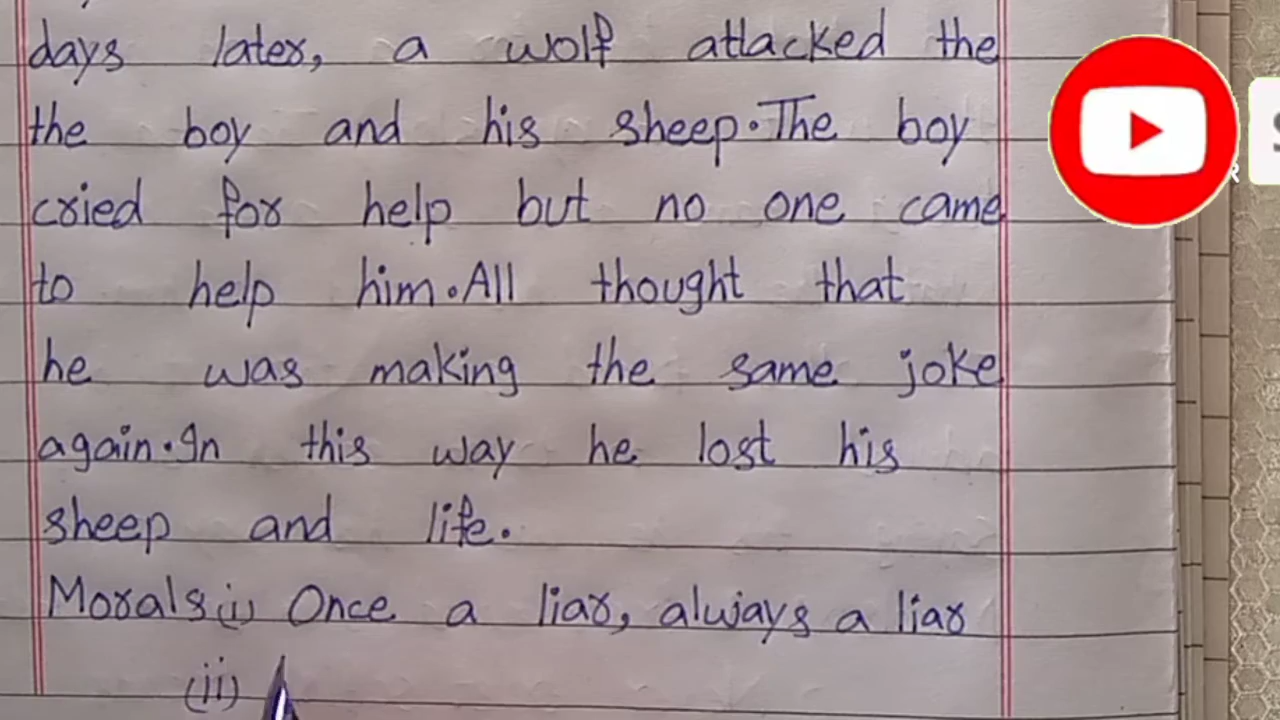 days later, a wolf attacked the
the boy and his sheep. The boy
cried for help but no one came
to help him. All thought that
he was making the same joke
again. In this way he lost his
sheep and life.
Morals (i) Once a liar, always a liar
(ii)